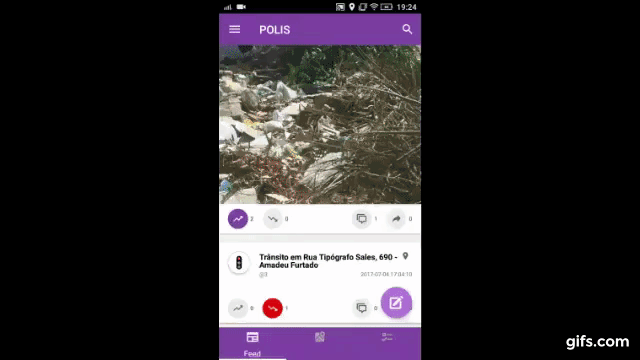 19:24
POLIS
2
0
1
0
Trânsito em Rua Tipógrafo Sales, 690 -
Amadeu Furtado
@3
2017-07-06 17:04:10
0
1
0
Feed
gifs.com